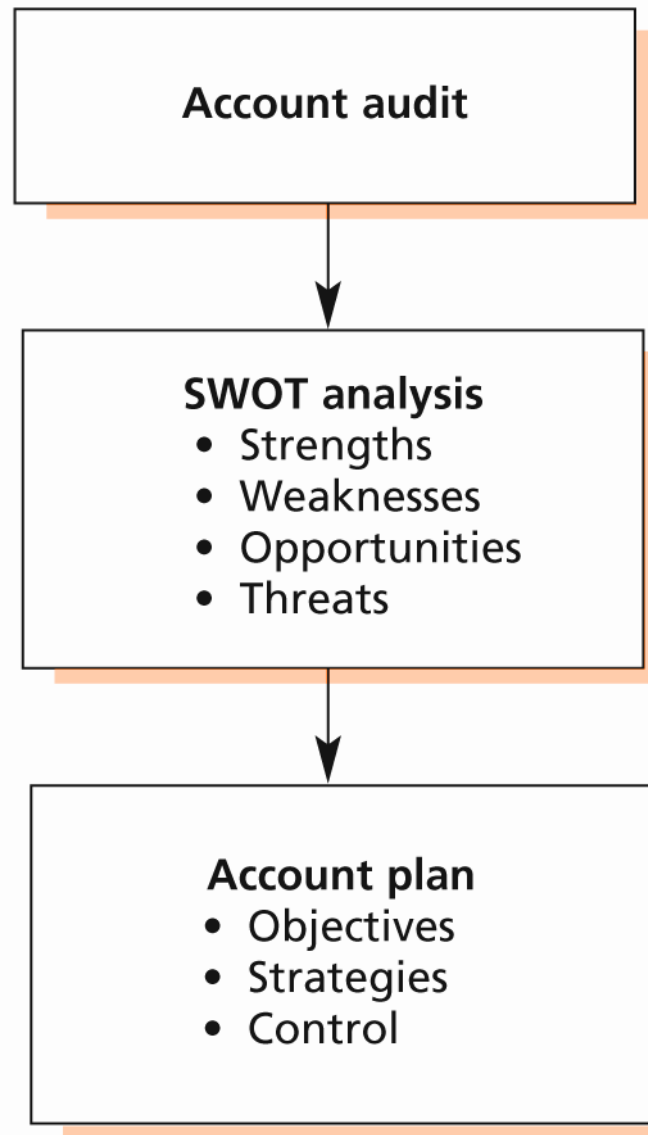 Account audit
SWOT analysis
• Strengths
• Weaknesses
• Opportunities
• Threats
Account plan
• Objectives
• Strategies
• Control